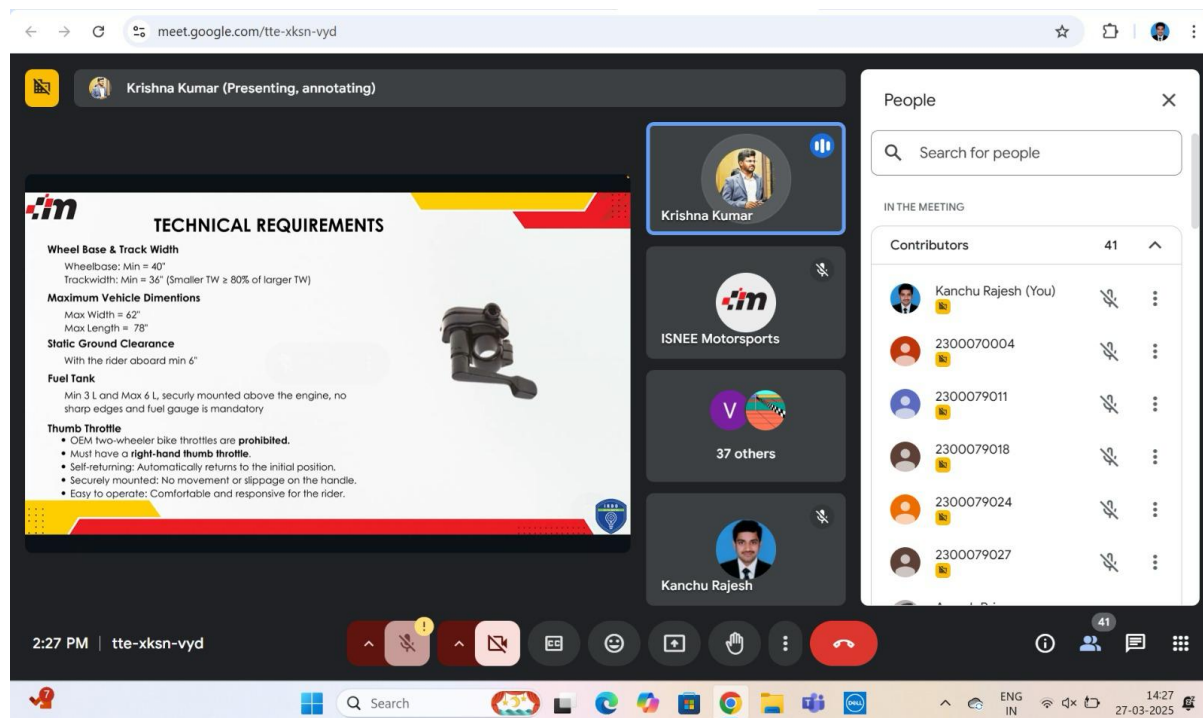 meet.google.com/tte-xksn-vyd
Krishna Kumar (Presenting, annotating)
im
TECHNICAL REQUIREMENTS
Wheel Base & Track Width
Wheelbase: Min = 40"
Trackwidth: Min = 36" (Smaller TW ≥ 80% of larger TW)
Maximum Vehicle Dimentions
Max Width = 62"
Max Length = 78"
Static Ground Clearance
With the rider aboard min 6"
Fuel Tank
Min 3 L and Max 6 L, securly mounted above the engine, no
sharp edges and fuel gauge is mandatory
Thumb Throttle
• OEM two-wheeler bike throttles are prohibited.
• Must have a right-hand thumb throttle.
• Self-returning: Automatically returns to the initial position.
• Securely mounted: No movement or slippage on the handle.
• Easy to operate: Comfortable and responsive for the rider.
Krishna Kumar
im
ISNEE Motorsports
V
37 others
Kanchu Rajesh
People
Search for people
IN THE MEETING
Contributors 41
Kanchu Rajesh (You)
2300070004
2300079011
2300079018
2300079024
2300079027
2:27 PM | tte-xksn-vyd
!
CC
41
7
Search
DELL
ENG
IN
14:27
27-03-2025